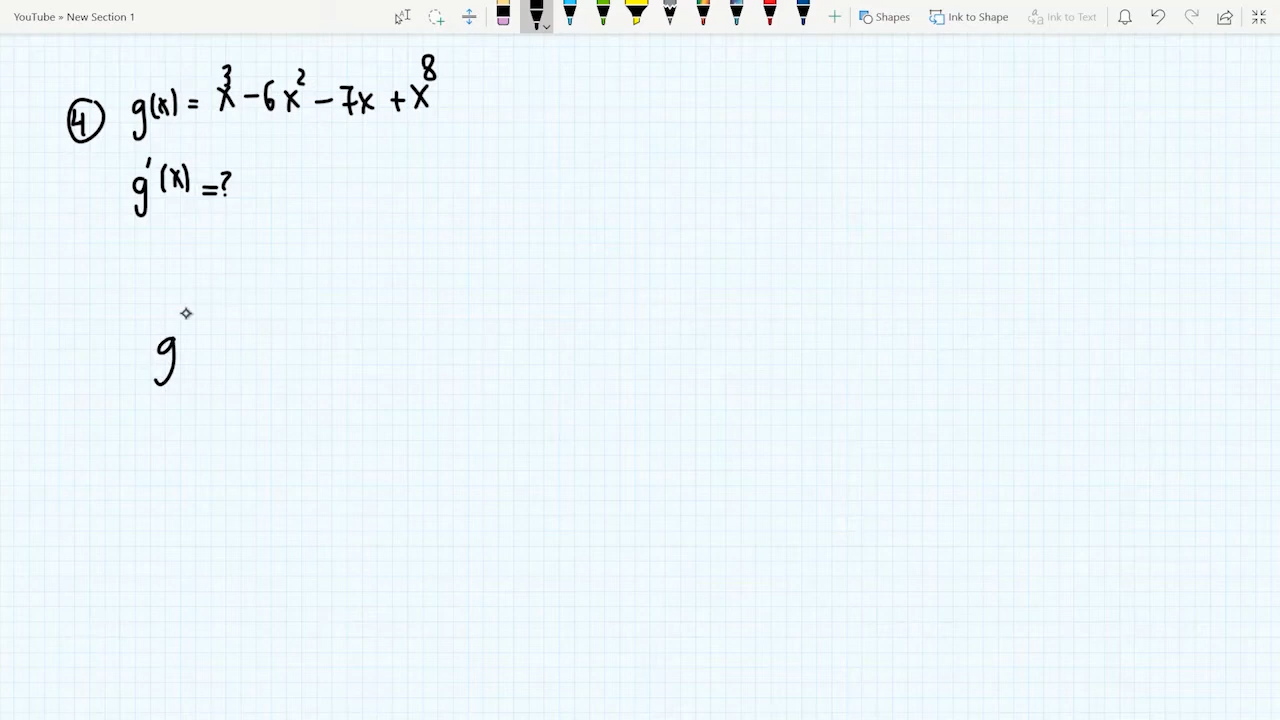 Youtube » New Section 1
Shapes
Ink to Shape
Ink to Text
④ g(x) = x³ - 6x² - 7x + x⁸
g'(x) = ?
g